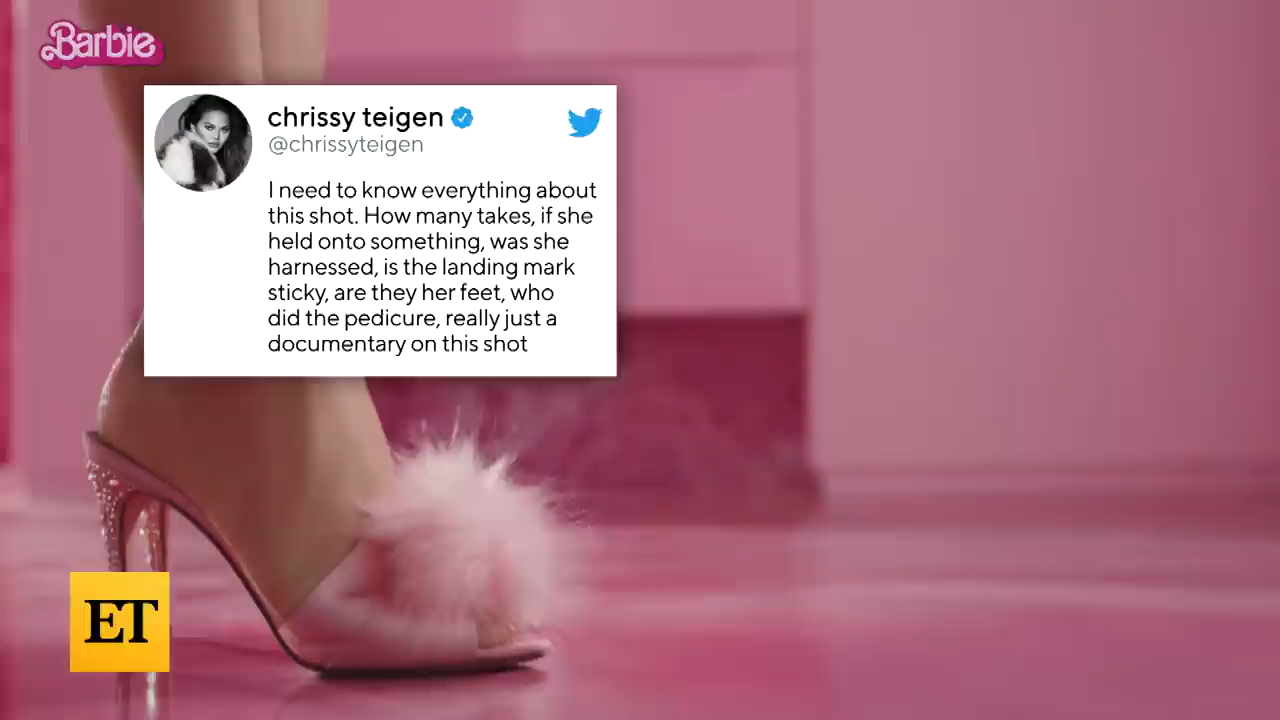 Barbie
chrissy teigen
@chrissyteigen
I need to know everything about
this shot. How many takes, if she
held onto something, was she
harnessed, is the landing mark
sticky, are they her feet, who
did the pedicure, really just a
documentary on this shot
ET